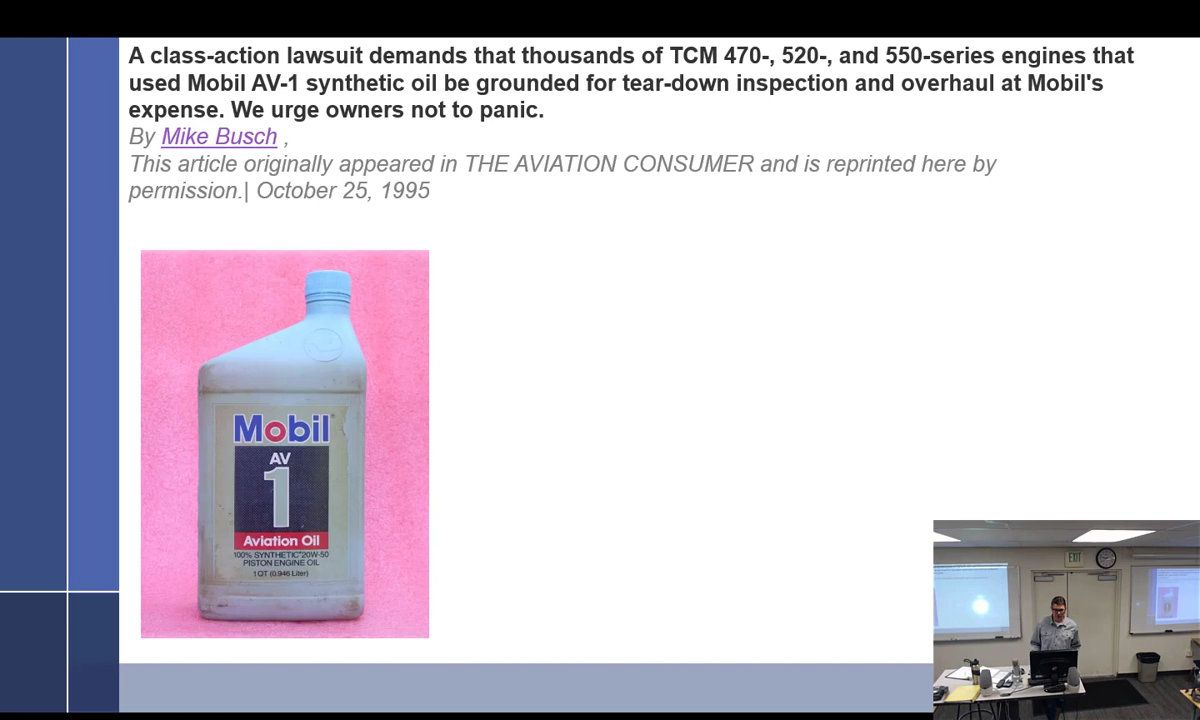 A class-action lawsuit demands that thousands of TCM 470-, 520-, and 550-series engines that
used Mobil AV-1 synthetic oil be grounded for tear-down inspection and overhaul at Mobil's
expense. We urge owners not to panic.
By Mike Busch ,
This article originally appeared in THE AVIATION CONSUMER and is reprinted here by
permission.| October 25, 1995
Mobil
AV
1
Aviation Oil
100% SYNTHETIC 20W-50
PISTON ENGINE OIL
1 QT (0.946 Liter)
EXIT